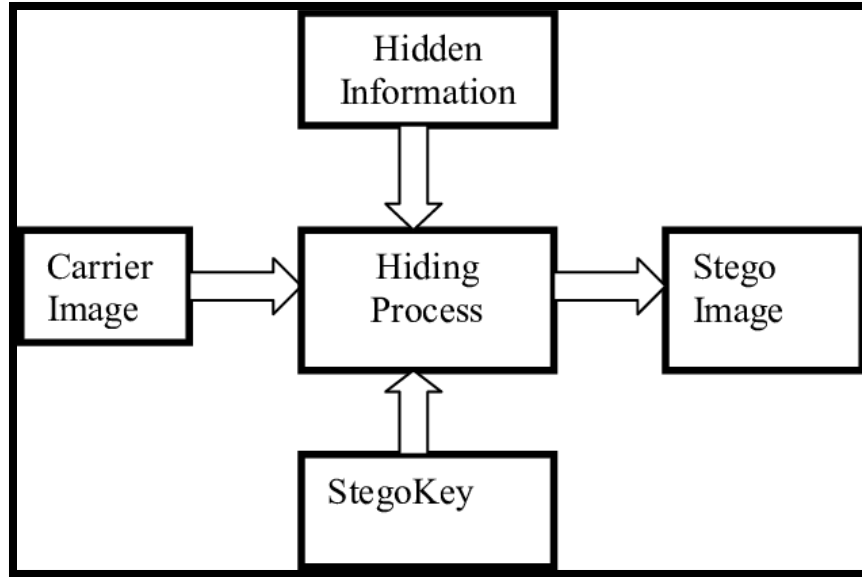 Hidden
Information
Carrier
Image
Hiding
Process
Stego
Image
StegoKey